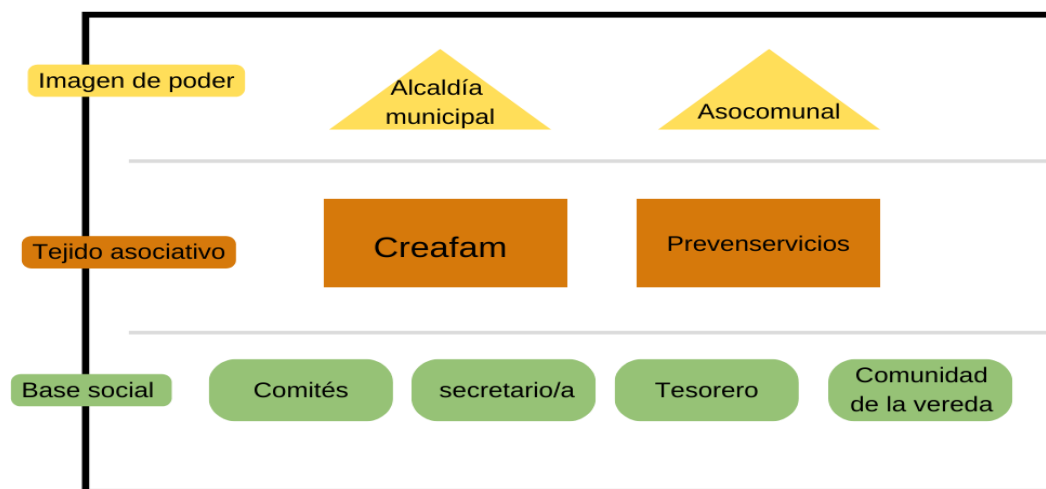 Imagen de poder
Alcaldía
municipal
Asocomunal
Tejido asociativo
Creafam
Prevenservicios
Base social
Comités
secretario/a
Tesorero
Comunidad
de la vereda